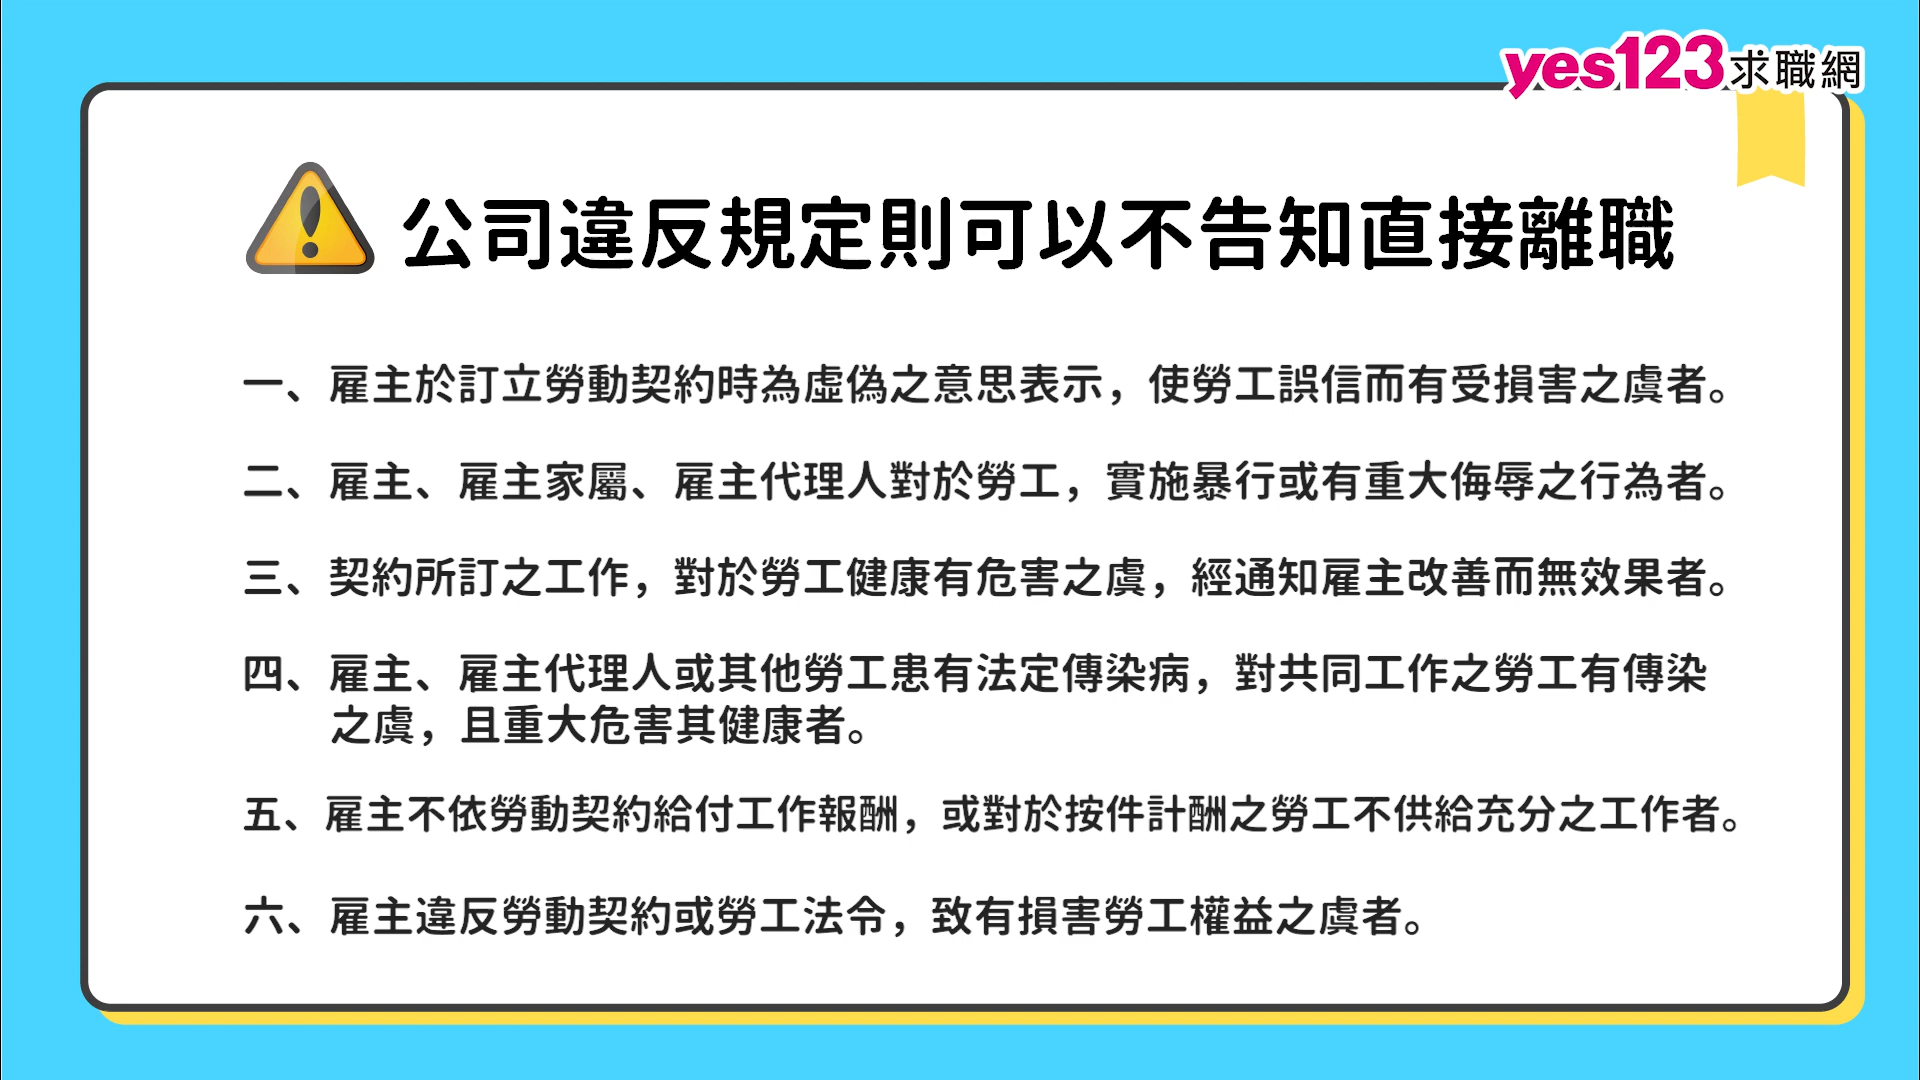 yes123求職網
公司違反規定則可以不告知直接離職
一、雇主於訂立勞動契約時為虛偽之意思表示，使勞工誤信而有受損害之虞者。
二、雇主、雇主家屬、雇主代理人對於勞工，實施暴行或有重大侮辱之行為者。
三、契約所訂之工作，對於勞工健康有危害之虞，經通知雇主改善而無效果者。
四、雇主、雇主代理人或其他勞工患有法定傳染病，對共同工作之勞工有傳染
之虞，且重大危害其健康者。
五、雇主不依勞動契約給付工作報酬，或對於按件計酬之勞工不供給充分之工作者。
六、雇主違反勞動契約或勞工法令，致有損害勞工權益之虞者。